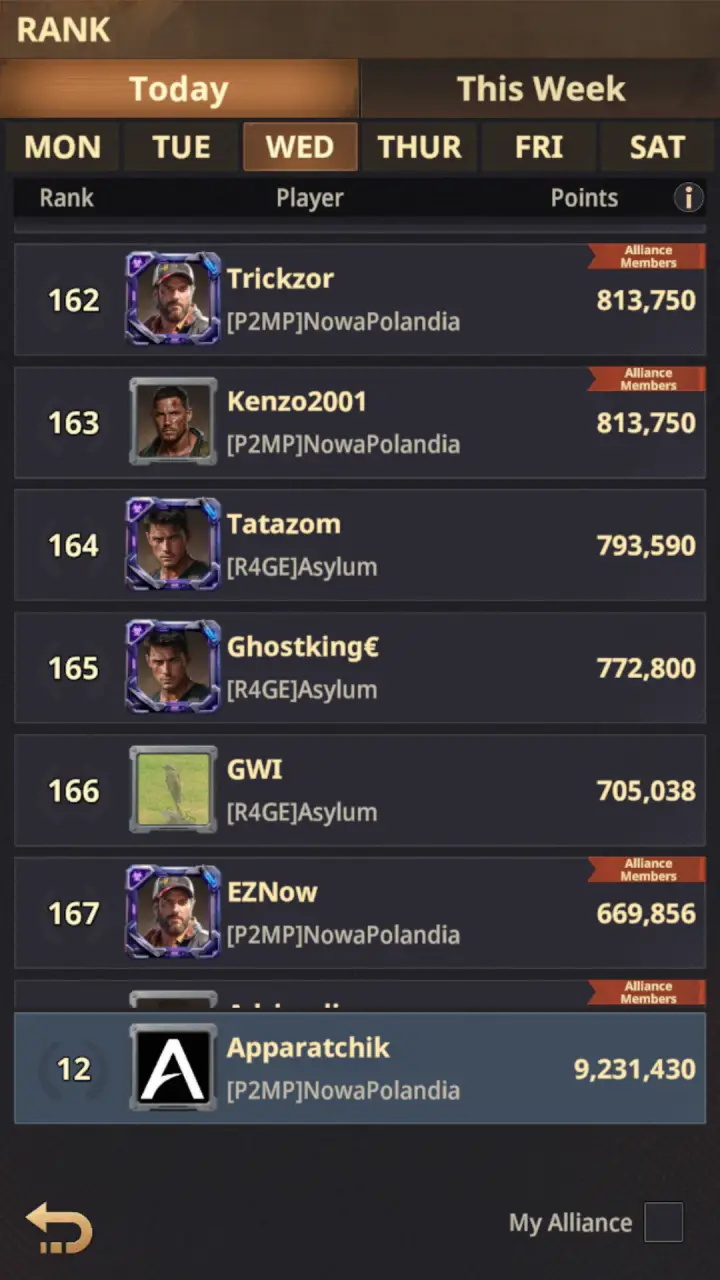 RANK
Today
This Week
MON
TUE
WED
THUR
FRI
SAT
Rank
Player
Points
i
162
Trickzor
[P2MP]NowaPolandia
Alliance
Members
813,750
163
Kenzo2001
[P2MP]NowaPolandia
Alliance
Members
813,750
164
Tatazom
[R4GE]Asylum
793,590
165
Ghostking€
[R4GE]Asylum
772,800
166
GWI
[R4GE]Asylum
705,038
167
EZNow
[P2MP]NowaPolandia
Alliance
Members
669,856
Alliance
Members
12
Apparatchik
[P2MP]NowaPolandia
9,231,430
My Alliance